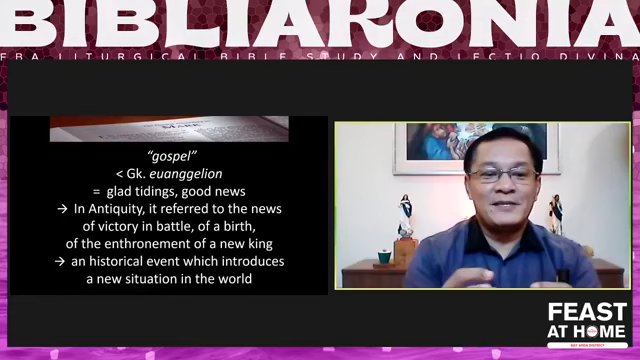 BIBLIAKONIA
FBA LITURGICAL BIBLE STUDY AND LECTIO DIVINA
MARK
“gospel”
< Gk. euanggelion
= glad tidings, good news
→ In Antiquity, it referred to the news
of victory in battle, of a birth,
of the enthronement of a new king
→ an historical event which introduces
a new situation in the world
FEAST
AT HOME